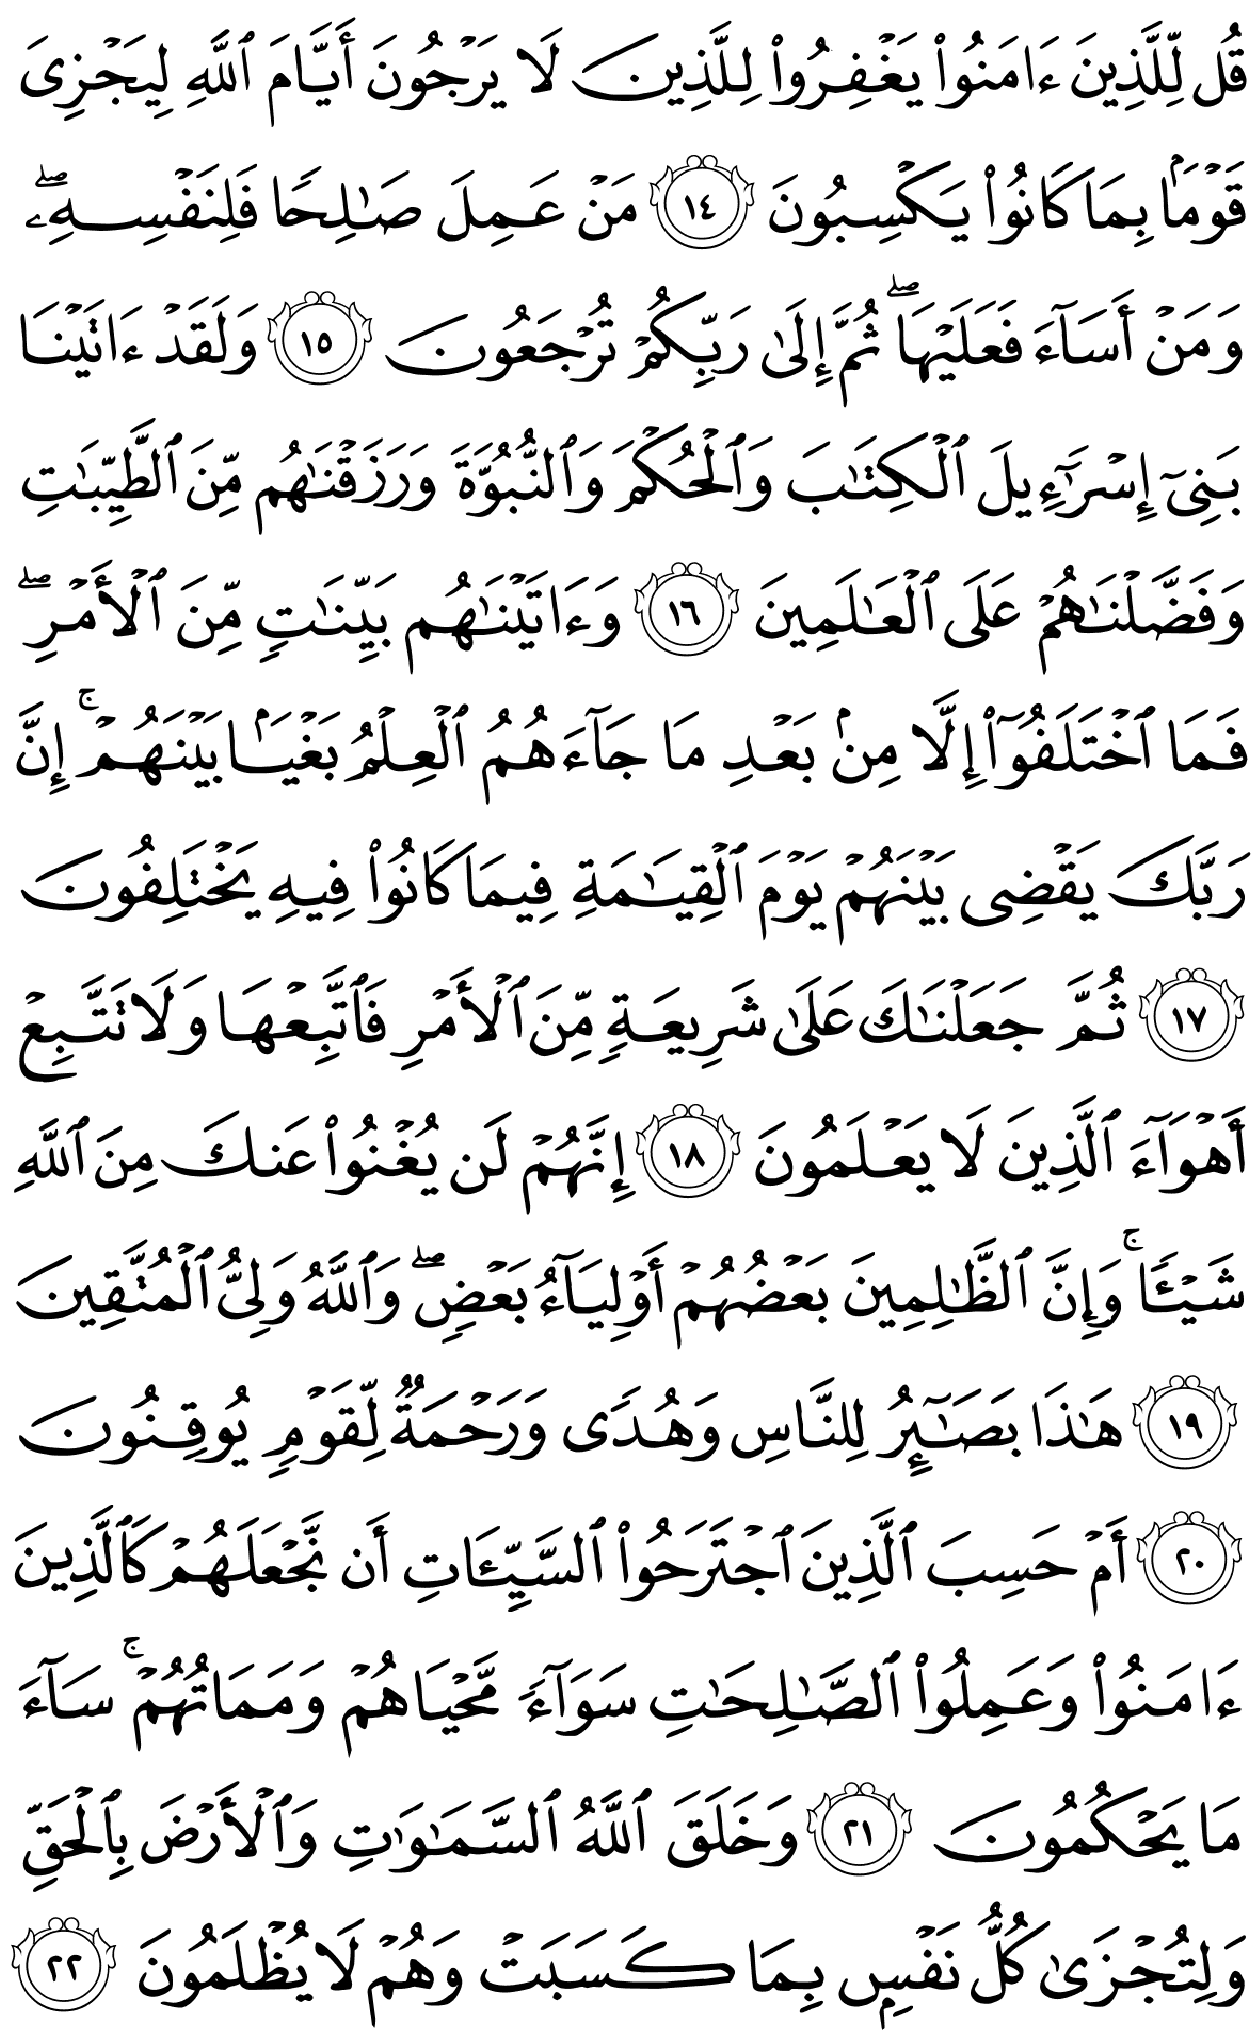 قُل لِّلَّذِينَ ءَامَنُوا۟ يَغْفِرُوا۟ لِلَّذِينَ لَا يَرْجُونَ أَيَّامَ ٱللَّهِ لِيَجْزِىَ
قَوْمًۢا بِمَا كَانُوا۟ يَكْسِبُونَ ١٤ مَنْ عَمِلَ صَـٰلِحًا فَلِنَفْسِهِۦ ۖ
وَمَنْ أَسَآءَ فَعَلَيْهَا ۖ ثُمَّ إِلَىٰ رَبِّكُمْ تُرْجَعُونَ ١٥ وَلَقَدْ ءَاتَيْنَا
بَنِىٓ إِسْرَٰٓءِيلَ ٱلْكِتَـٰبَ وَٱلْحُكْمَ وَٱلنُّبُوَّةَ وَرَزَقْنَـٰهُم مِّنَ ٱلطَّيِّبَـٰتِ
وَفَضَّلْنَـٰهُمْ عَلَى ٱلْعَـٰلَمِينَ ١٦ وَءَاتَيْنَـٰهُم بَيِّنَـٰتٍ مِّنَ ٱلْأَمْرِ ۖ
فَمَا ٱخْتَلَفُوٓا۟ إِلَّا مِنۢ بَعْدِ مَا جَآءَهُمُ ٱلْعِلْمُ بَغْيًۢا بَيْنَهُمْ ۚ إِنَّ
رَبَّكَ يَقْضِى بَيْنَهُمْ يَوْمَ ٱلْقِيَـٰمَةِ فِيمَا كَانُوا۟ فِيهِ يَخْتَلِفُونَ
١٧ ثُمَّ جَعَلْنَـٰكَ عَلَىٰ شَرِيعَةٍ مِّنَ ٱلْأَمْرِ فَٱتَّبِعْهَا وَلَا تَتَّبِعْ
أَهْوَآءَ ٱلَّذِينَ لَا يَعْلَمُونَ ١٨ إِنَّهُمْ لَن يُغْنُوا۟ عَنكَ مِنَ ٱللَّهِ
شَيْـًٔا ۚ وَإِنَّ ٱلظَّـٰلِمِينَ بَعْضُهُمْ أَوْلِيَآءُ بَعْضٍ ۖ وَٱللَّهُ وَلِىُّ ٱلْمُتَّقِينَ
١٩ هَـٰذَا بَصَـٰٓئِرُ لِلنَّاسِ وَهُدًى وَرَحْمَةٌ لِّقَوْمٍ يُوقِنُونَ
٢٠ أَمْ حَسِبَ ٱلَّذِينَ ٱجْتَرَحُوا۟ ٱلسَّيِّـَٔاتِ أَن نَّجْعَلَهُمْ كَٱلَّذِينَ
ءَامَنُوا۟ وَعَمِلُوا۟ ٱلصَّـٰلِحَـٰتِ سَوَآءً مَّحْيَاهُمْ وَمَمَاتُهُمْ ۚ سَآءَ
مَا يَحْكُمُونَ ٢١ وَخَلَقَ ٱللَّهُ ٱلسَّمَـٰوَٰتِ وَٱلْأَرْضَ بِٱلْحَقِّ
وَلِتُجْزَىٰ كُلُّ نَفْسٍۭ بِمَا كَسَبَتْ وَهُمْ لَا يُظْلَمُونَ ٢٢